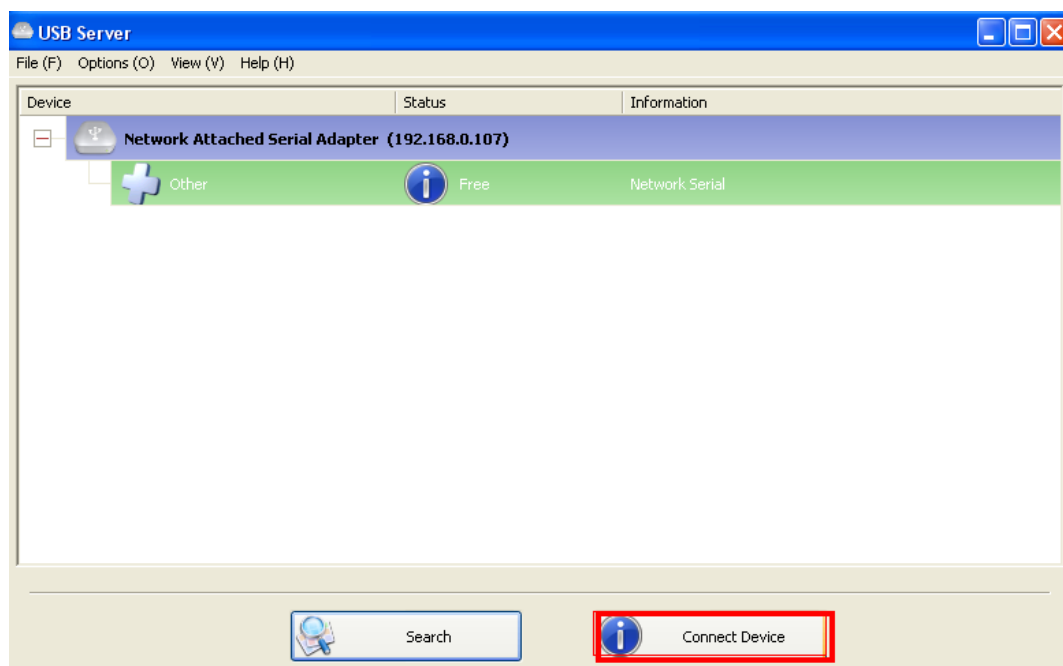 USB Server
File (F) Options (O) View (V) Help (H)
Device Status Information
Network Attached Serial Adapter (192.168.0.107)
Other Free Network Serial
Search Connect Device